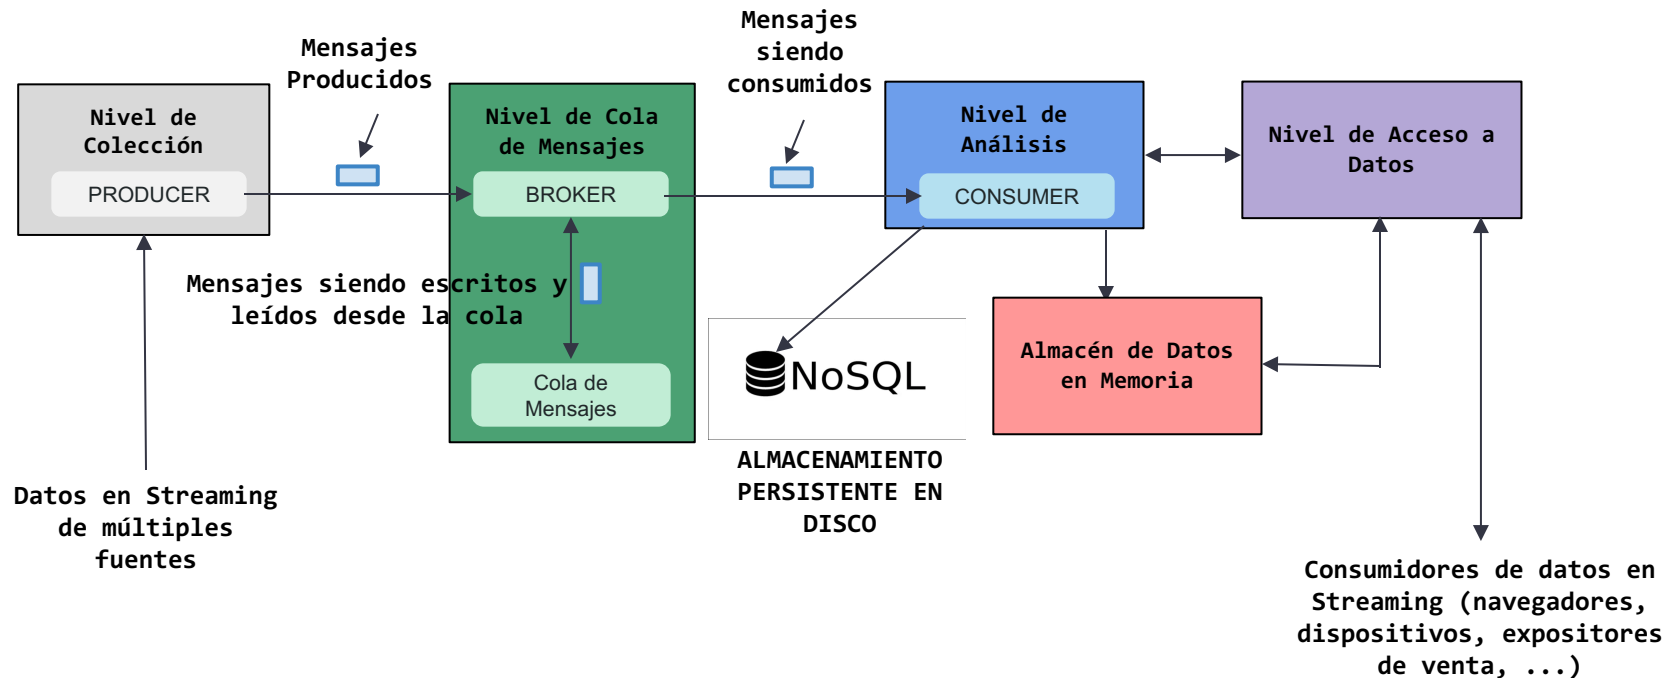 Mensajes
Producidos
Mensajes
siendo
consumidos
Nivel de
Colección
PRODUCER
Nivel de Cola
de Mensajes
BROKER
Nivel de
Análisis
CONSUMER
Nivel de Acceso a
Datos
Mensajes siendo escritos y
leídos desde la cola
Cola de
Mensajes
NoSQL
ALMACENAMIENTO
PERSISTENTE EN
DISCO
Almacén de Datos
en Memoria
Datos en Streaming
de múltiples
fuentes
Consumidores de datos en
Streaming (navegadores,
dispositivos, expositores
de venta, ...)